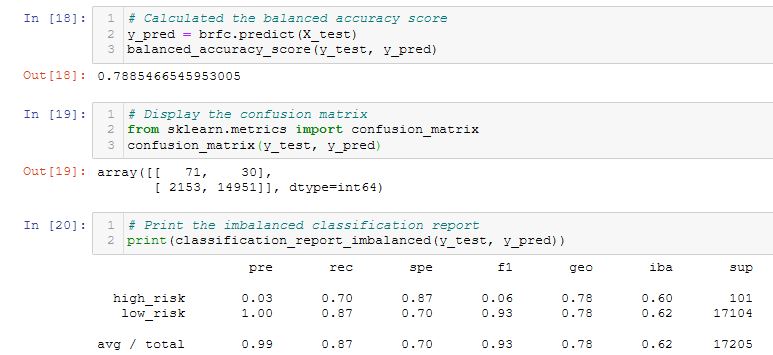 In [18]: 1 # Calculated the balanced accuracy score
2 y_pred = brfc.predict(X_test)
3 balanced_accuracy_score(y_test, y_pred)
Out[18]: 0.7885466545953005
In [19]: 1 # Display the confusion matrix
2 from sklearn.metrics import confusion_matrix
3 confusion_matrix(y_test, y_pred)
Out[19]: array([[ 71, 30],
[ 2153, 14951]], dtype=int64)
In [20]: 1 # Print the imbalanced classification report
2 print(classification_report_imbalanced(y_test, y_pred))
pre rec spe f1 geo iba sup
high_risk 0.03 0.70 0.87 0.06 0.78 0.60 101
low_risk 1.00 0.87 0.70 0.93 0.78 0.62 17104
avg / total 0.99 0.87 0.70 0.93 0.78 0.62 17205